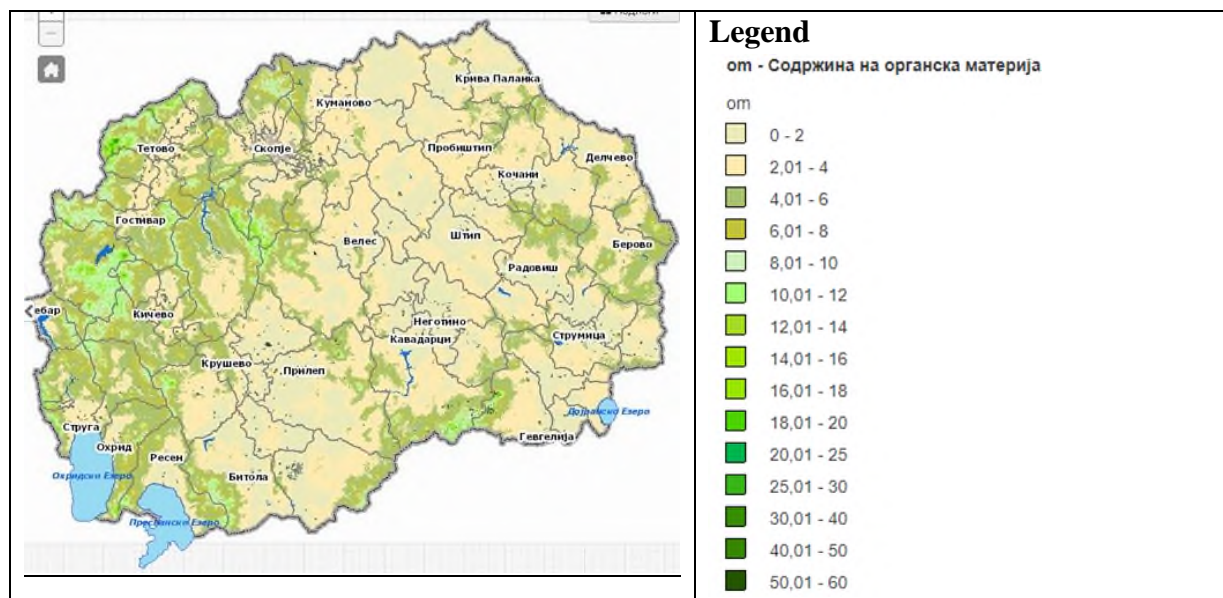 Legend
om - Содржина на органска материја
om
0 - 2
2,01 - 4
4,01 - 6
6,01 - 8
8,01 - 10
10,01 - 12
12,01 - 14
14,01 - 16
16,01 - 18
18,01 - 20
20,01 - 25
25,01 - 30
30,01 - 40
40,01 - 50
50,01 - 60
Крива Паланка
Куманово
Тетово
Скопје
Пробиштип
Делчево
Кочани
Гостивар
Велес
Штип
Берово
Радовиш
ебар
Кичево
Неготино
Кавадарци
Струмица
Крушево
Прилеп
Дојранско Езеро
Струга
Гевгелија
Охрид
Ресен
Битола
Охридско Езеро
Преспанско Езеро